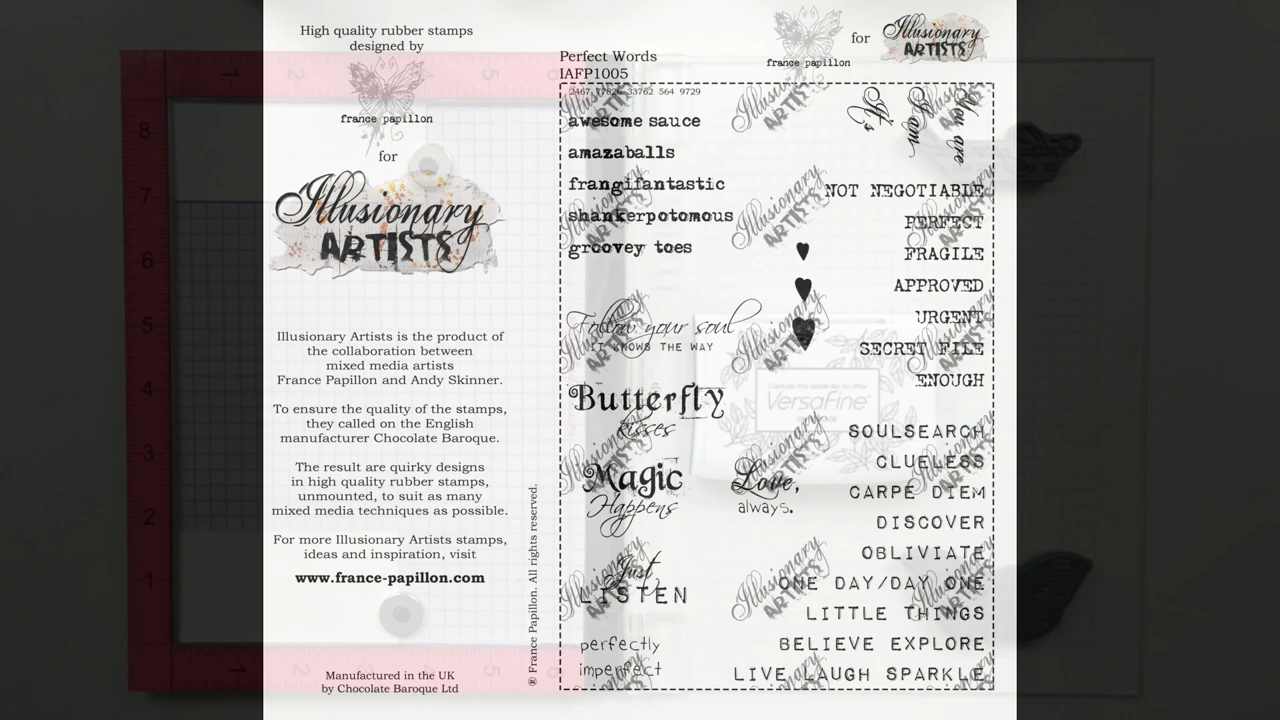 High quality rubber stamps
designed by
france papillon
for
Illusionary
ARTISTS
Illusionary Artists is the product of
the collaboration between
mixed media artists
France Papillon and Andy Skinner.
To ensure the quality of the stamps,
they called on the English
manufacturer Chocolate Baroque.
The result are quirky designs
in high quality rubber stamps,
unmounted, to suit as many
mixed media techniques as possible.
For more Illusionary Artists stamps,
ideas and inspiration, visit
www.france-papillon.com
Manufactured in the UK
by Chocolate Baroque Ltd
® France Papillon. All rights reserved.
Perfect Words
IAFP1005
france papillon
for
Illusionary
ARTISTS
2467 77826 33762 564 9729
awesome sauce
amazaballs
frangifantastic
shankerpotomous
groovey toes
Follow your soul
IT KNOWS THE WAY
Butterfly
kisses
Magic
Happens
Just
LISTEN
perfectly
imperfect
Love,
always.
It's
I am
You are
NOT NEGOTIABLE
PERFECT
FRAGILE
APPROVED
URGENT
SECRET FILE
ENOUGH
SOULSEARCH
CLUELESS
CARPE DIEM
DISCOVER
OBLIVIATE
ONE DAY/DAY ONE
LITTLE THINGS
BELIEVE EXPLORE
LIVE LAUGH SPARKLE
VersaFine